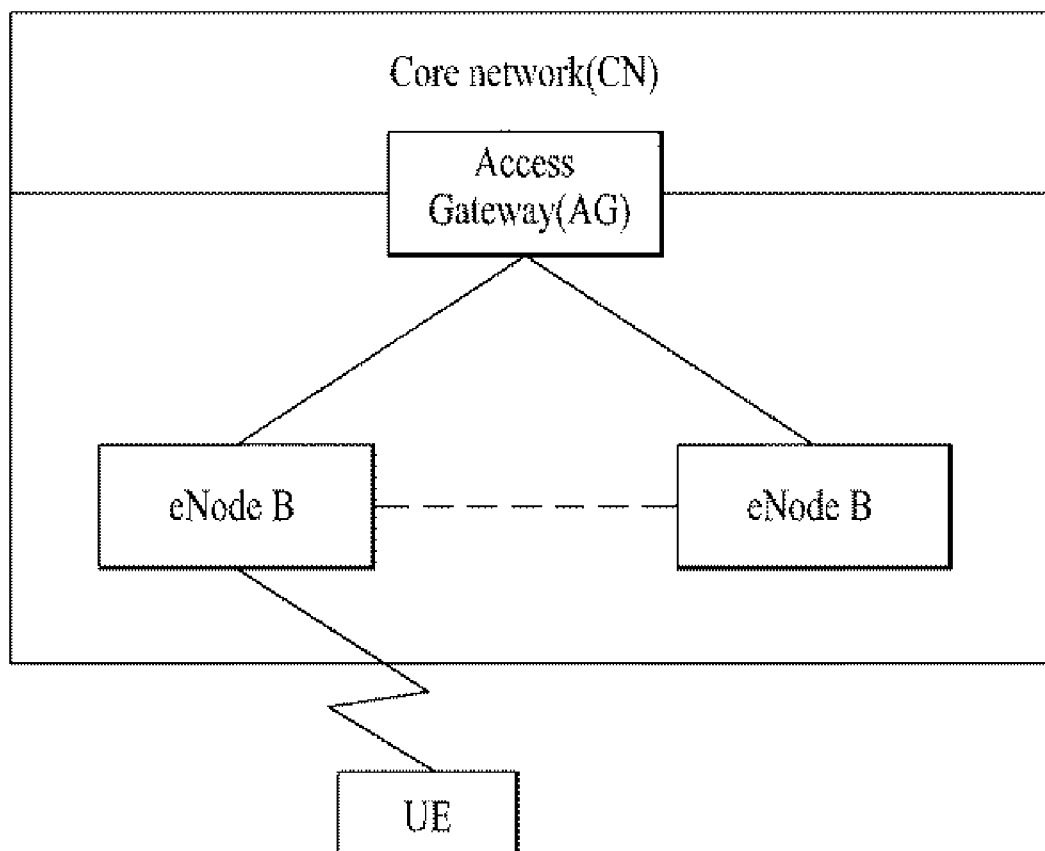 Core network(CN)
Access
Gateway(AG)
eNode B
eNode B
UE